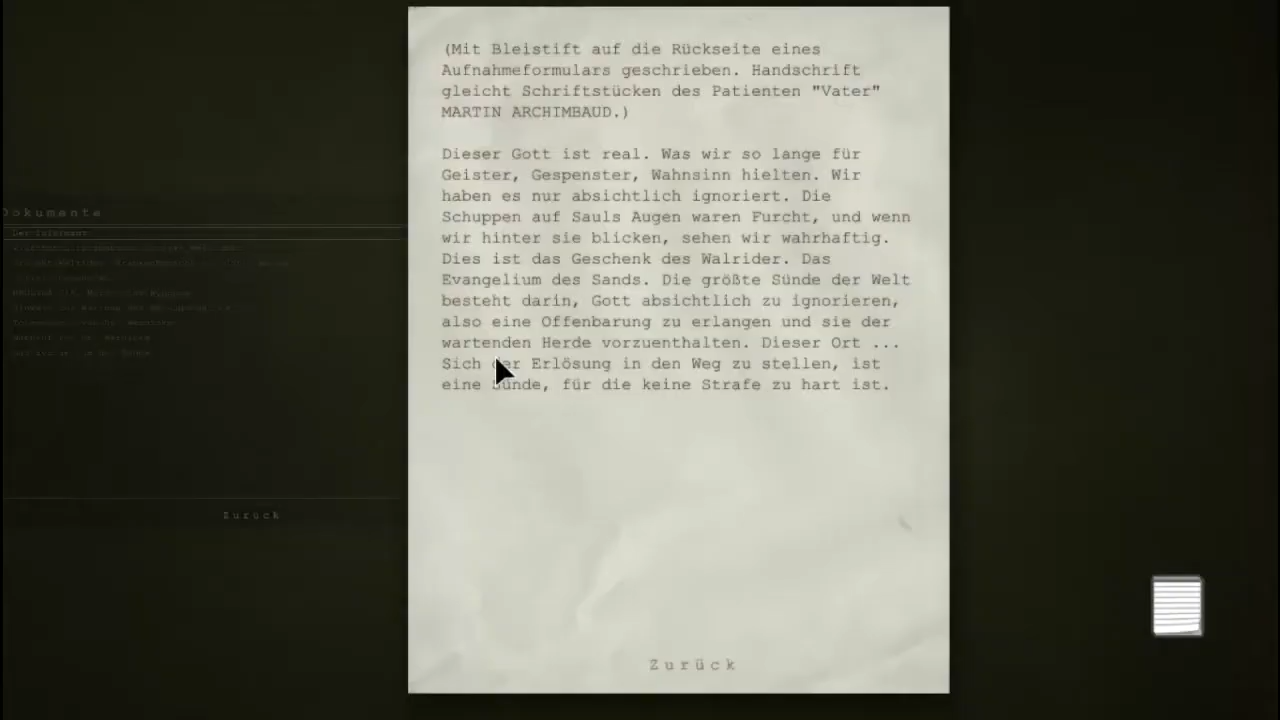 (Mit Bleistift auf die Rückseite eines
Aufnahmeformulars geschrieben. Handschrift
gleicht Schriftstücken des Patienten "Vater"
MARTIN ARCHIMBAUD.)
Dieser Gott ist real. Was wir so lange für
Geister, Gespenster, Wahnsinn hielten. Wir
haben es nur absichtlich ignoriert. Die
Schuppen auf Sauls Augen waren Furcht, und wenn
wir hinter sie blicken, sehen wir wahrhaftig.
Dies ist das Geschenk des Walrider. Das
Evangelium des Sands. Die größte Sünde der Welt
besteht darin, Gott absichtlich zu ignorieren,
also eine Offenbarung zu erlangen und sie der
wartenden Herde vorzuenthalten. Dieser Ort ...
Sich der Erlösung in den Weg zu stellen, ist
eine Sünde, für die keine Strafe zu hart ist.
Zurück
Dokumente
Der Informant
Zurück